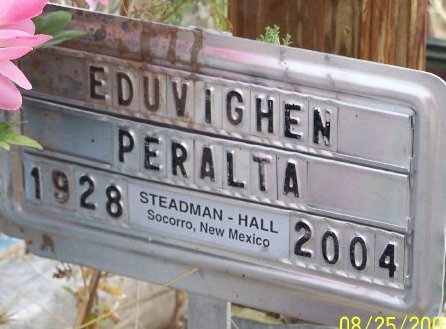 EDUVIGHEN
PERALTA
1928
STEADMAN - HALL
Socorro, New Mexico
2004